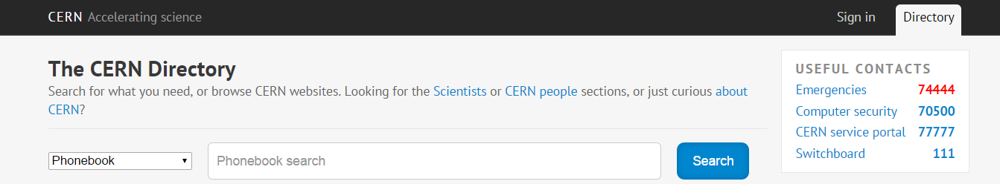 CERN Accelerating science
Sign in
Directory
The CERN Directory
Search for what you need, or browse CERN websites. Looking for the Scientists or CERN people sections, or just curious about
CERN?
Phonebook
Phonebook search
Search
USEFUL CONTACTS
Emergencies 74444
Computer security 70500
CERN service portal 77777
Switchboard 111